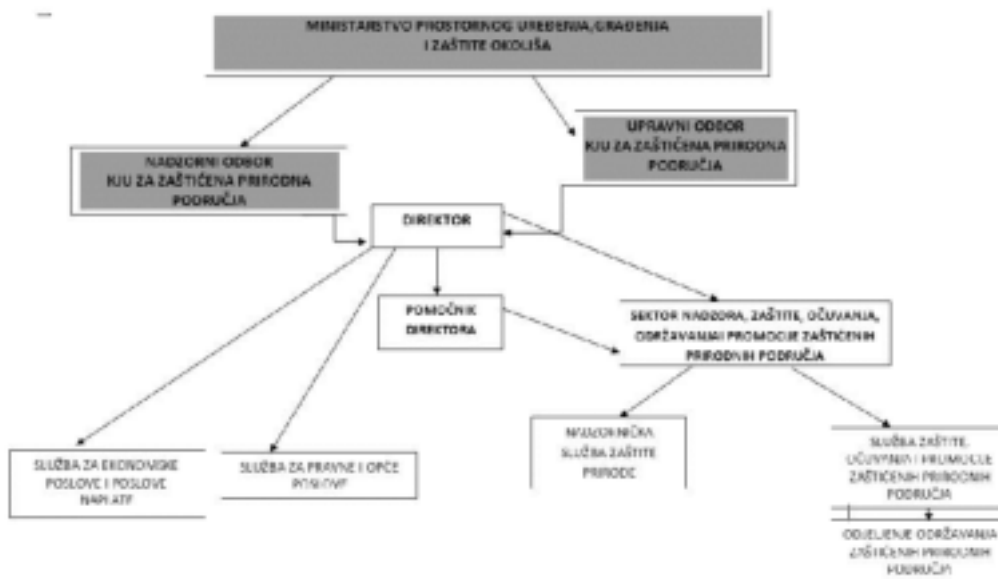 MINISTARSTVO PROSTORNOG UREĐENJA,GRAĐENJA
I ZAŠTITE OKOLIŠA
UPRAVNI ODBOR
KJU ZA ZAŠTIĆENA PRIRODNA
PODRUČJA
NADZORNI ODBOR
KJU ZA ZAŠTIĆENA PRIRODNA
PODRUČJA
DIREKTOR
POMOĆNIK
DIREKTORA
SEKTOR NADZORA, ZAŠTITE, OČUVANJA,
ODRŽAVANJAI PROMOCIJE ZAŠTIĆENIH
PRIRODNIH PODRUČJA
SLUŽBA ZA EKONOMSKE
POSLOVE I POSLOVE
NAPLATE
SLUŽBA ZA PRAVNE I OPĆE
POSLOVE
NADZORNIČKA
SLUŽBA ZAŠTITE
PRIRODE
SLUŽBA ZAŠTITE,
OČUVANJA I PROMOCIJE
ZAŠTIĆENIH PRIRODNIH
PODRUČJA
ODJELJENJE ODRŽAVANJA
ZAŠTIĆENIH PRIRODNIH
PODRUČJA